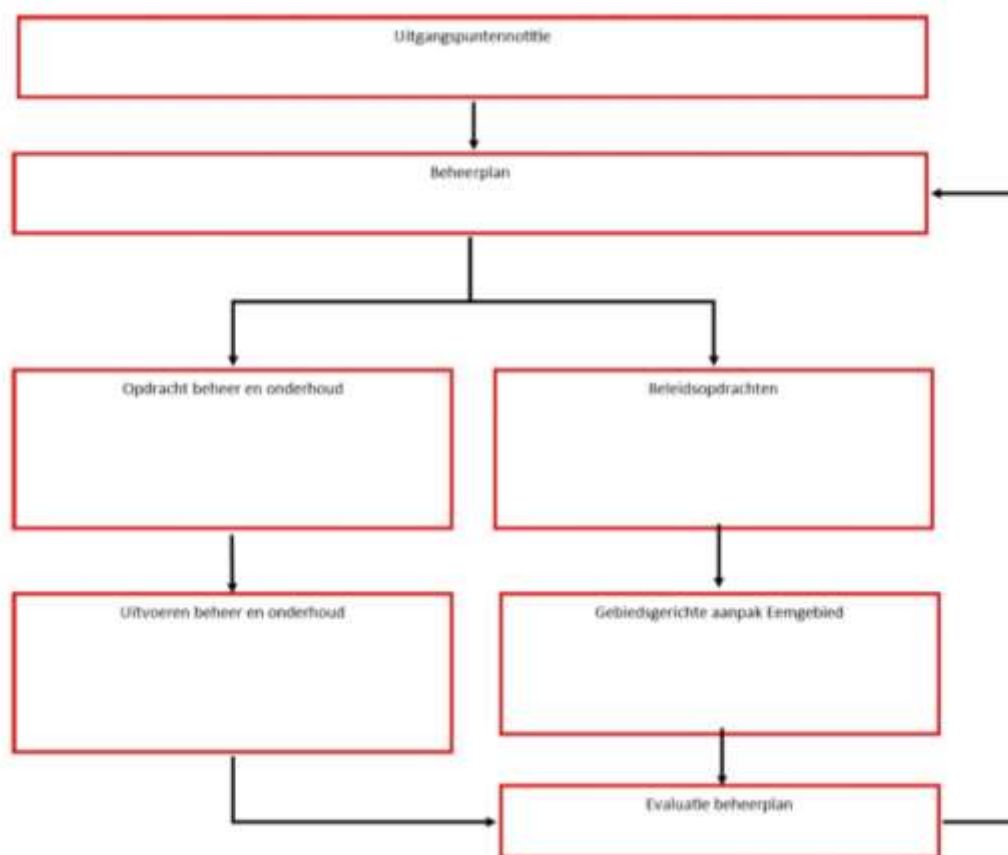 Uitgangspuntennotitie
Beheerplan
Opdracht beheer en onderhoud
Beleidsopdrachten
Uitvoeren beheer en onderhoud
Gebiedsgerichte aanpak Eemgebied
Evaluatie beheerplan